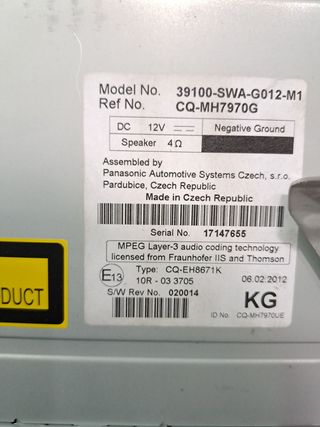 Model No. 39100-SWA-G012-M1
Ref No. CQ-MH7970G
DC 12V Negative Ground
Speaker 4Ω
Assembled by
Panasonic Automotive Systems Czech, s.r.o.
Pardubice, Czech Republic
Made in Czech Republic
Serial No. 17147655
MPEG Layer-3 audio coding technology
licensed from Fraunhofer IIS and Thomson
E13 Type: CQ-EH8671K 06.02.2012
10R - 03 3705
S/W Rev No. 020014 KG
ID No. CQ-MH7970UE
DUCT